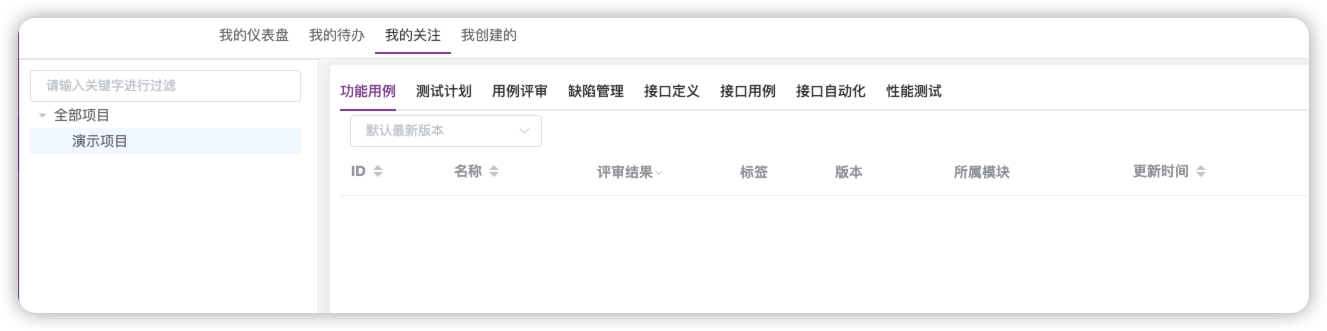 我的仪表盘 我的待办 我的关注 我创建的
请输入关键字进行过滤
全部项目
演示项目
功能用例 测试计划 用例评审 缺陷管理 接口定义 接口用例 接口自动化 性能测试
默认最新版本
ID 名称 评审结果 标签 版本 所属模块 更新时间